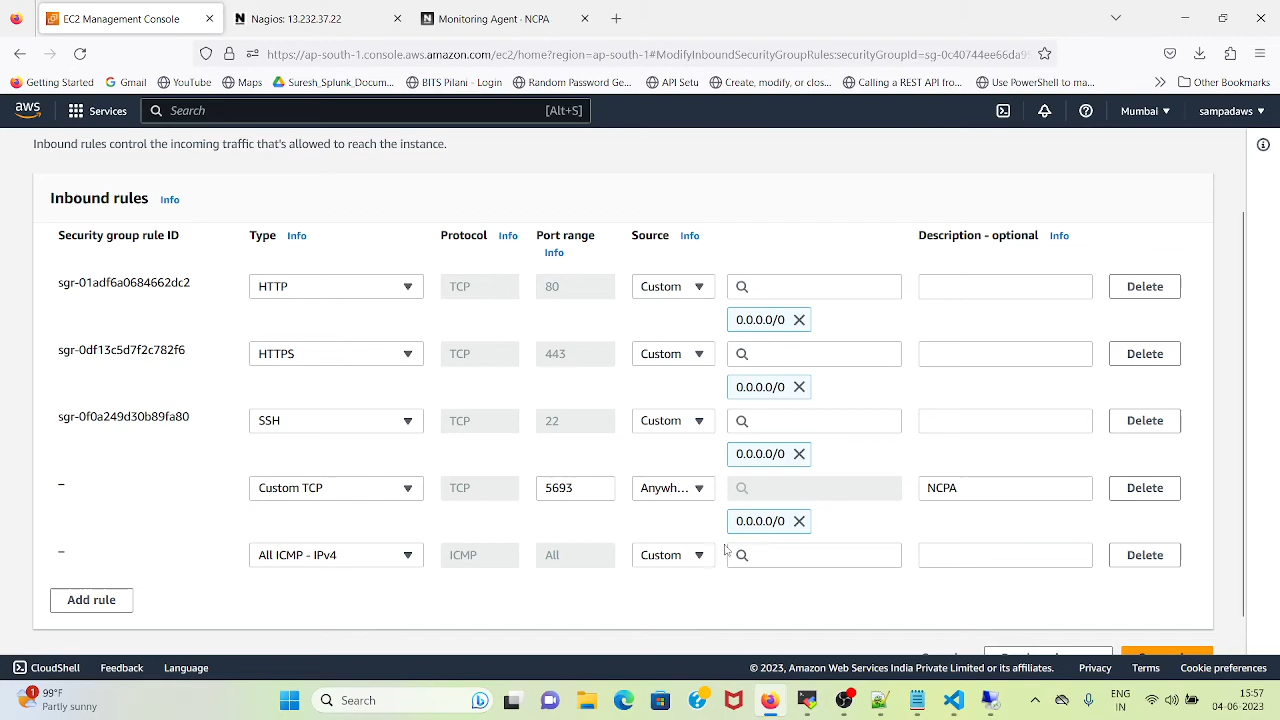 EC2 Management Console
Nagios: 13.232.37.22
Monitoring Agent - NCPA
https://ap-south-1.console.aws.amazon.com/ec2/home?region=ap-south-1#ModifyInboundSecurityGroupRules:securityGroupId=sg-0c40744ee66da9
Getting Started
Gmail
YouTube
Maps
Suresh_Splunk_Docum...
BITS Pilani - Login
Random Password Ge...
API Setu
Create, modify, or clos...
Calling a REST API fro...
Use PowerShell to ma...
Other Bookmarks
aws
Services
Search
[Alt+S]
Mumbai
sampadaws
Inbound rules control the incoming traffic that's allowed to reach the instance.
Inbound rules Info
Security group rule ID Type Info Protocol Info Port range Info Source Info Description - optional Info
sgr-01adf6a0684662dc2 HTTP TCP 80 Custom Delete
0.0.0.0/0
sgr-0df13c5d7f2c782f6 HTTPS TCP 443 Custom Delete
0.0.0.0/0
sgr-0f0a249d30b89fa80 SSH TCP 22 Custom Delete
0.0.0.0/0
– Custom TCP TCP 5693 Anywh... NCPA Delete
0.0.0.0/0
– All ICMP - IPv4 ICMP All Custom Delete
Add rule
CloudShell Feedback Language
© 2023, Amazon Web Services India Private Limited or its affiliates. Privacy Terms Cookie preferences
1
99°F
Partly sunny
Search
ENG
IN
15:57
04-06-2023